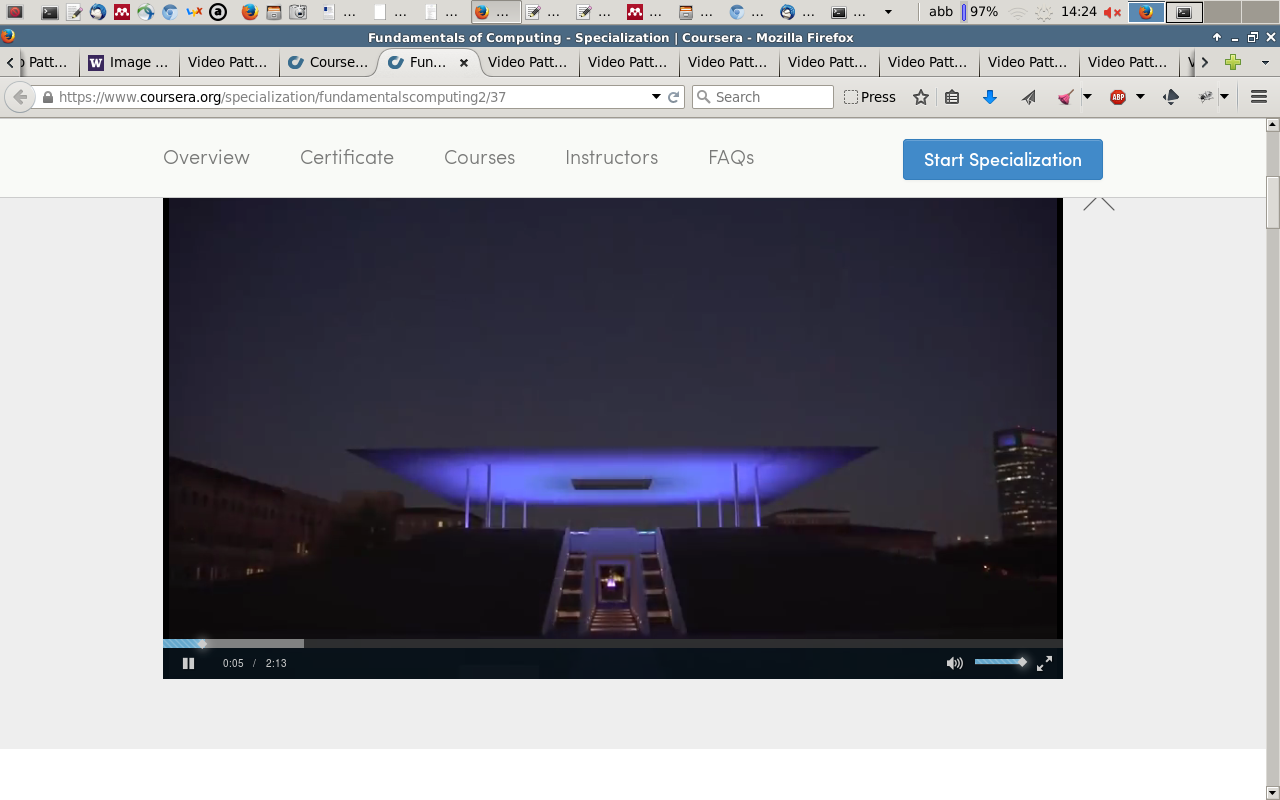 ... ... ... ... ... ... ... ... ... ... ... ... abb 97% 14:24
Fundamentals of Computing - Specialization | Coursera - Mozilla Firefox
Patt... W Image ... Video Patt... Course... Fun... Video Patt... Video Patt... Video Patt... Video Patt... Video Patt... Video Patt... Video Patt...
https://www.coursera.org/specialization/fundamentalscomputing2/37 Search Press ABP
Overview Certificate Courses Instructors FAQs Start Specialization
0:05 / 2:13